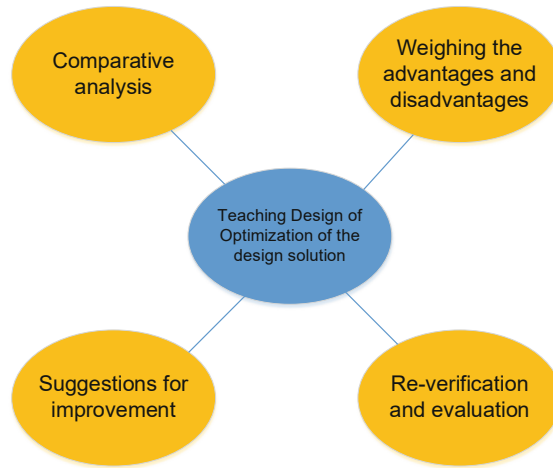 Comparative
analysis
Weighing the
advantages and
disadvantages
Teaching Design of
Optimization of the
design solution
Suggestions for
improvement
Re-verification
and evaluation